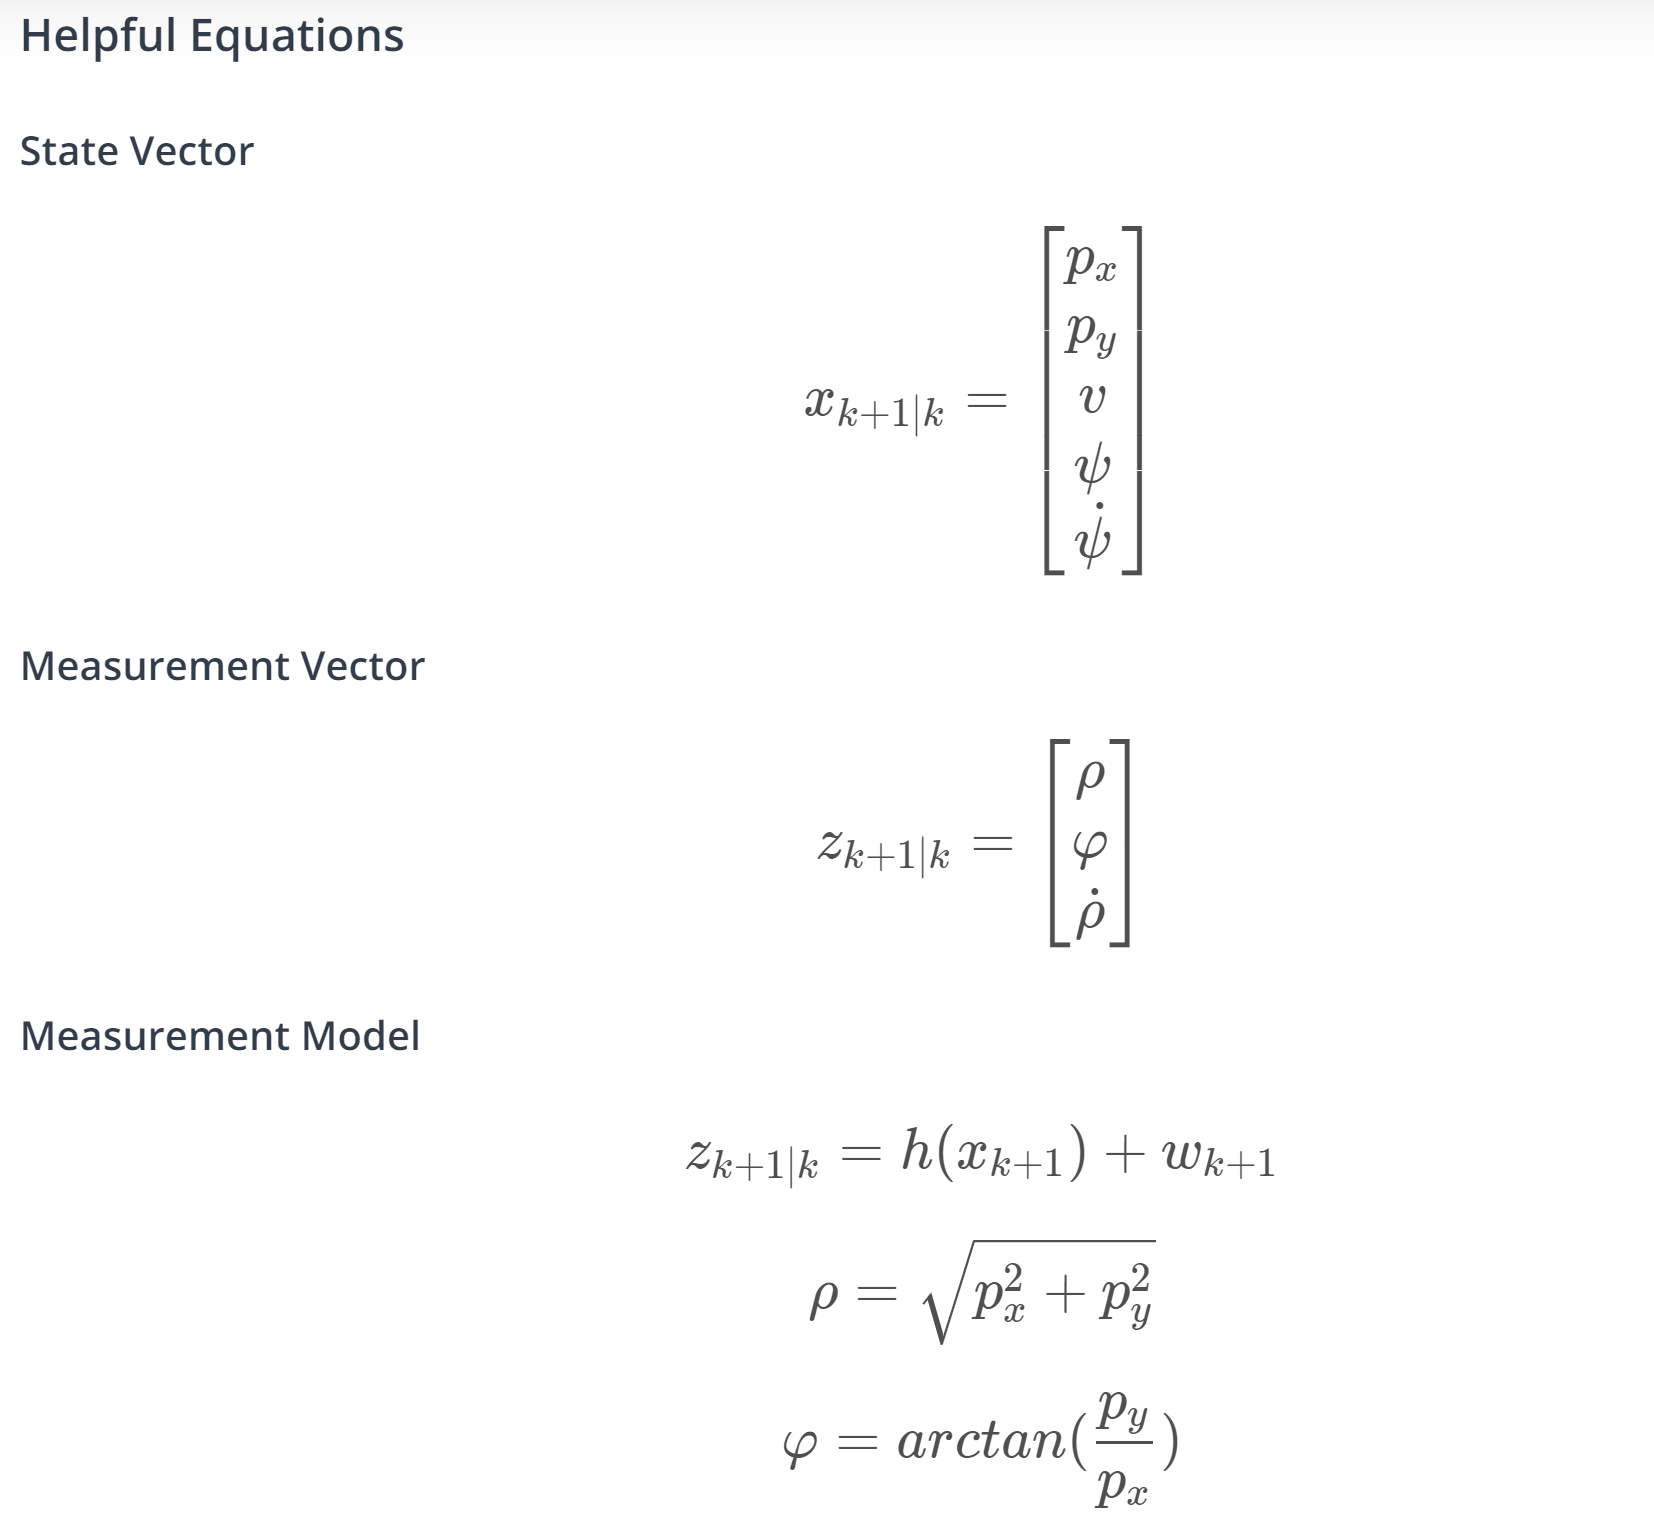 Helpful Equations
State Vector
$x_{k+1|k} = \begin{bmatrix} p_x \\ p_y \\ v \\ \psi \\ \dot{\psi} \end{bmatrix}$
Measurement Vector
$z_{k+1|k} = \begin{bmatrix} \rho \\ \varphi \\ \dot{\rho} \end{bmatrix}$
Measurement Model
$z_{k+1|k} = h(x_{k+1}) + w_{k+1}$
$\rho = \sqrt{p_x^2 + p_y^2}$
$\varphi = arctan(\frac{p_y}{p_x})$